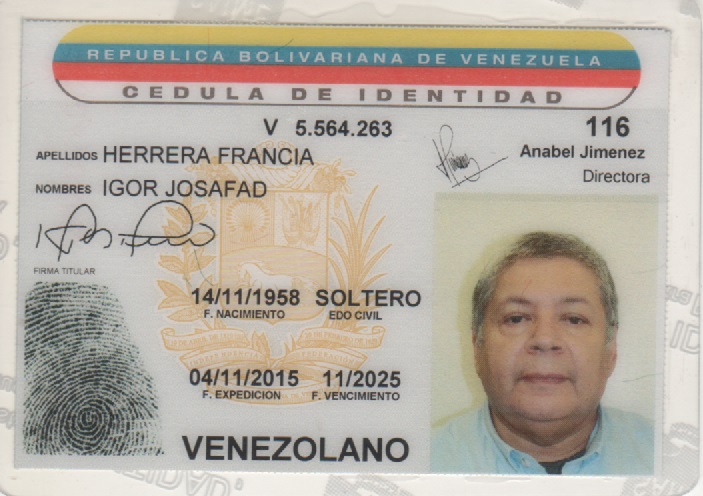 REPUBLICA BOLIVARIANA DE VENEZUELA
CEDULA DE IDENTIDAD
V 5.564.263
116
APELLIDOS HERRERA FRANCIA
Anabel Jimenez
Directora
NOMBRES IGOR JOSAFAD
FIRMA TITULAR
14/11/1958 SOLTERO
F. NACIMIENTO EDO CIVIL
04/11/2015 11/2025
F. EXPEDICION F. VENCIMIENTO
VENEZOLANO